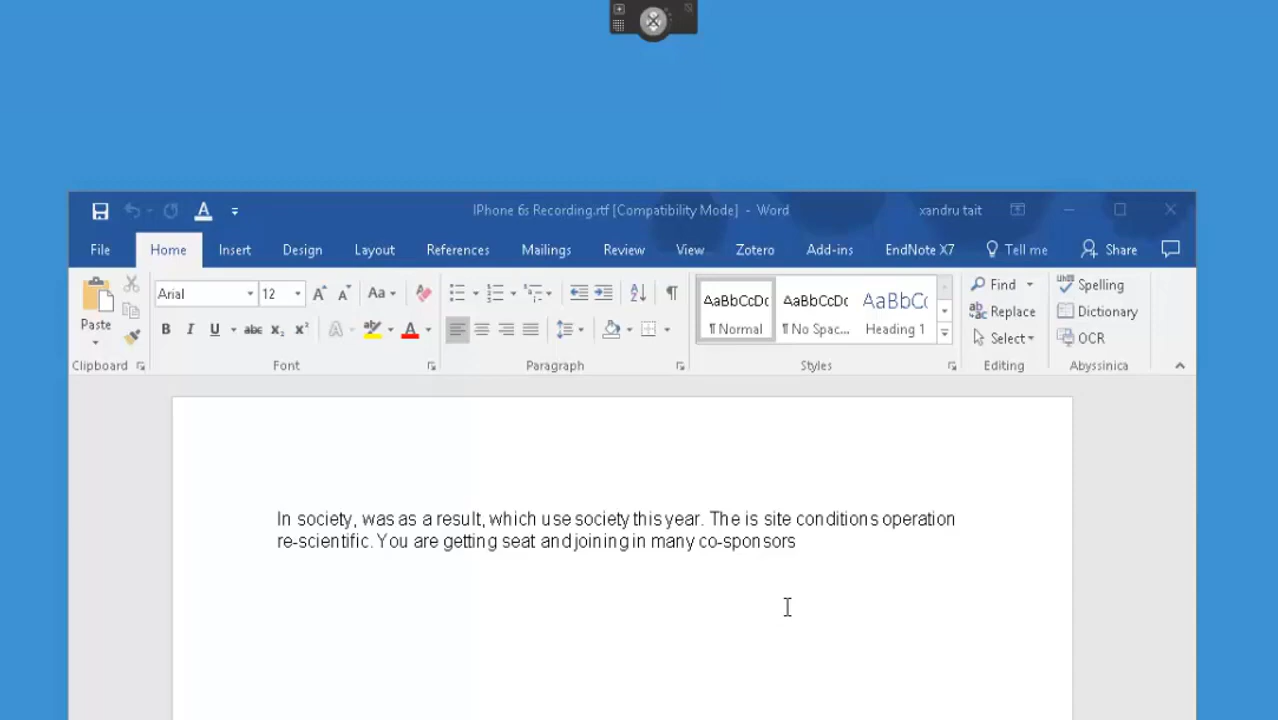 IPhone 6s Recording.rtf [Compatibility Mode] - Word
xandru tait
File Home Insert Design Layout References Mailings Review View Zotero Add-ins EndNote X7 Tell me Share
Paste
Clipboard
Arial 12
Aa
B I U abc X₂ X²
A aby A
Font
Paragraph
AaBbCcDc AaBbCcDc AaBbC
¶ Normal ¶ No Spac... Heading 1
Styles
Find
Replace
Select
Editing
Spelling
Dictionary
OCR
Abyssinica
In society, was as a result, which use society this year. The is site conditions operation
re-scientific. You are getting seat and joining in many co-sponsors